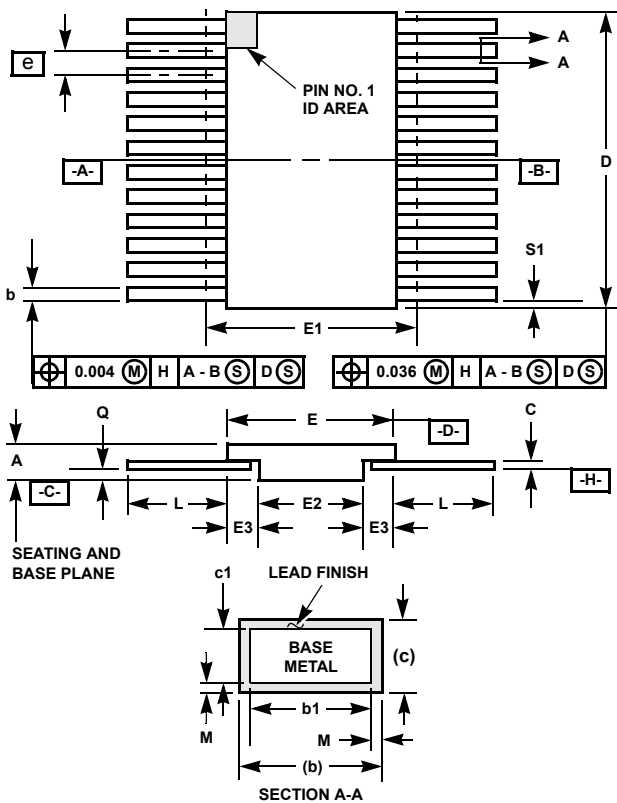 e
PIN NO. 1
ID AREA
A
A
-A-
-B-
D
S1
b
E1
⌖ 0.004 Ⓜ H A - B Ⓢ D Ⓢ
⌖ 0.036 Ⓜ H A - B Ⓢ D Ⓢ
Q
E
C
-D-
A
-C-
-H-
L
E2
L
E3
E3
SEATING AND
BASE PLANE
c1
LEAD FINISH
BASE
METAL
(c)
b1
M
M
(b)
SECTION A-A